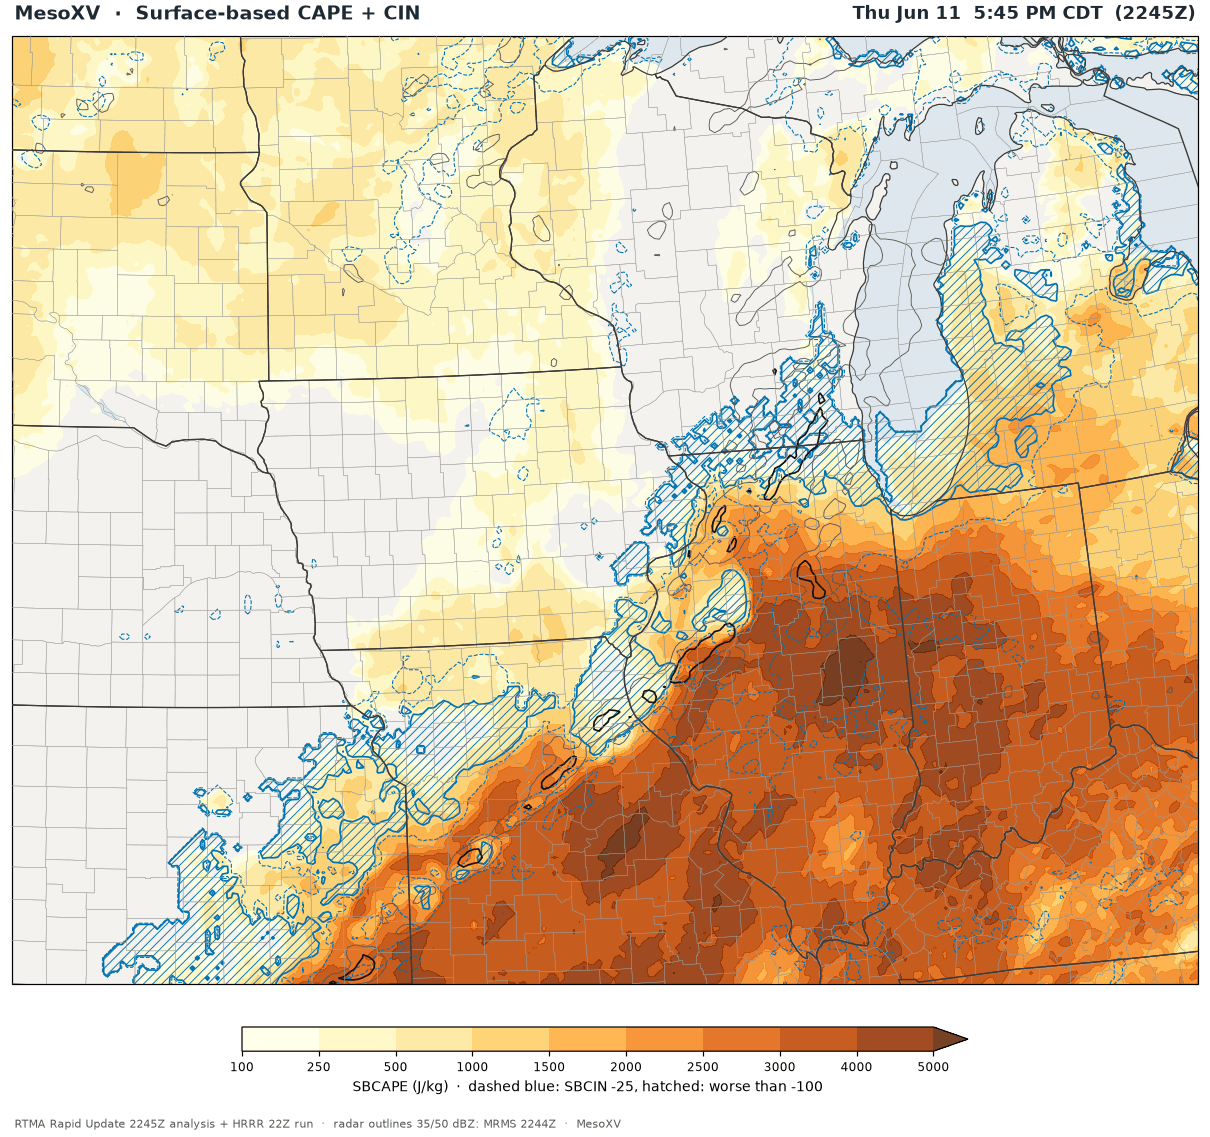 MesoXV · Surface-based CAPE + CIN
Thu Jun 11 5:45 PM CDT (2245Z)
100 250 500 1000 1500 2000 2500 3000 4000 5000
SBCAPE (J/kg) · dashed blue: SBCIN -25, hatched: worse than -100
RTMA Rapid Update 2245Z analysis + HRRR 22Z run · radar outlines 35/50 dBZ: MRMS 2244Z · MesoXV